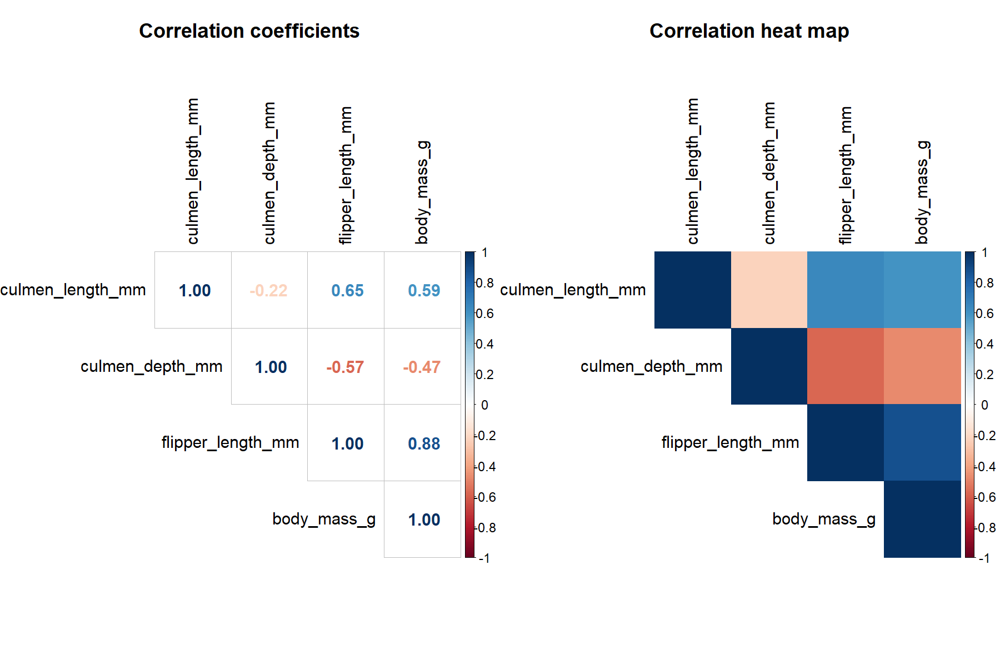 Correlation coefficients
culmen_length_mm
culmen_depth_mm
flipper_length_mm
body_mass_g
culmen_length_mm 1.00 -0.22 0.65 0.59
culmen_depth_mm 1.00 -0.57 -0.47
flipper_length_mm 1.00 0.88
body_mass_g 1.00
1
0.8
0.6
0.4
0.2
0
-0.2
-0.4
-0.6
-0.8
-1
Correlation heat map
culmen_length_mm
culmen_depth_mm
flipper_length_mm
body_mass_g
culmen_length_mm
culmen_depth_mm
flipper_length_mm
body_mass_g
1
0.8
0.6
0.4
0.2
0
-0.2
-0.4
-0.6
-0.8
-1